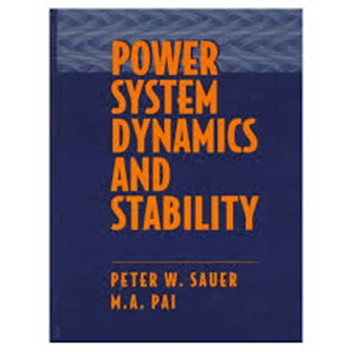 POWER
SYSTEM
DYNAMICS
AND
STABILITY
PETER W. SAUER
M.A. PAI